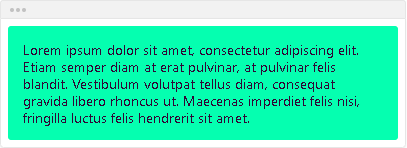 Lorem ipsum dolor sit amet, consectetur adipiscing elit.
Etiam semper diam at erat pulvinar, at pulvinar felis
blandit. Vestibulum volutpat tellus diam, consequat
gravida libero rhoncus ut. Maecenas imperdiet felis nisi,
fringilla luctus felis hendrerit sit amet.